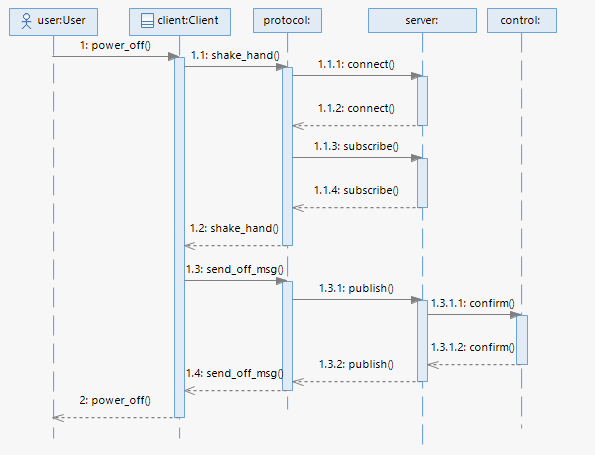 user:User
client:Client
protocol:
server:
control:
1: power_off()
1.1: shake_hand()
1.1.1: connect()
1.1.2: connect()
1.1.3: subscribe()
1.1.4: subscribe()
1.2: shake_hand()
1.3: send_off_msg()
1.3.1: publish()
1.3.1.1: confirm()
1.3.1.2: confirm()
1.3.2: publish()
1.4: send_off_msg()
2: power_off()